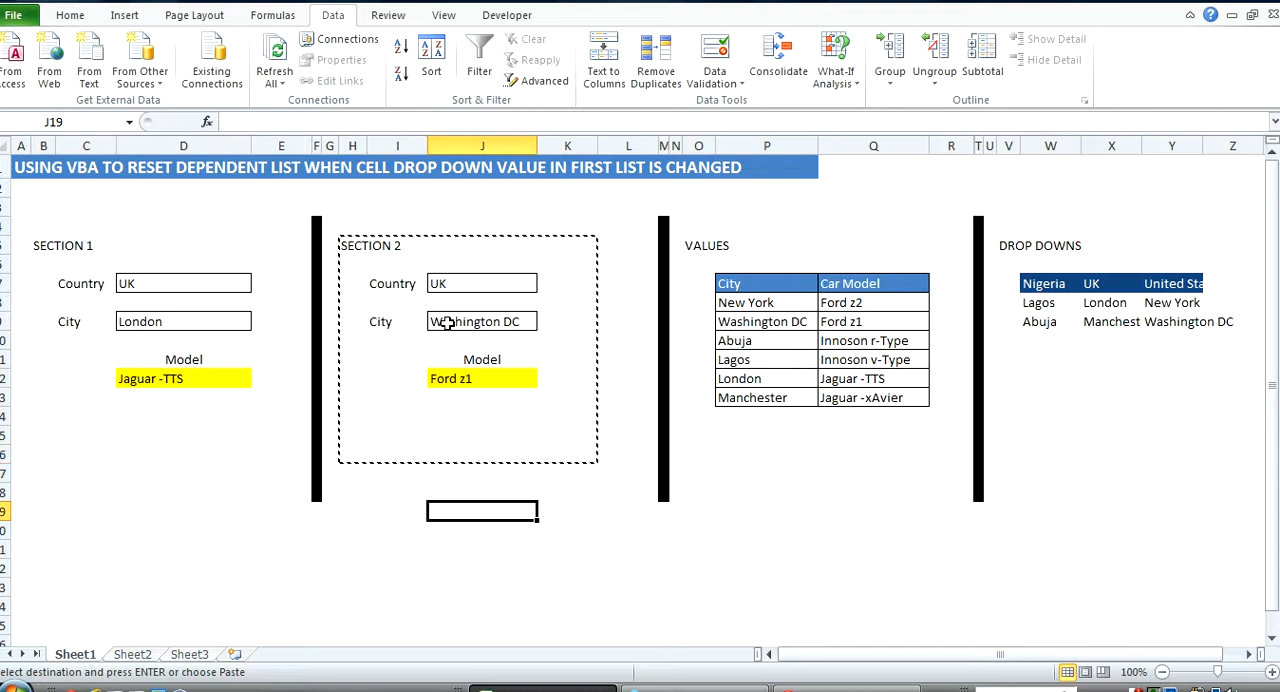 File Home Insert Page Layout Formulas Data Review View Developer
From Access
From Web
From Text
From Other Sources
Existing Connections
Get External Data
Refresh All
Connections
Properties
Edit Links
Connections
Sort
Filter
Clear
Reapply
Advanced
Sort & Filter
Text to Columns
Remove Duplicates
Data Validation
Consolidate
What-If Analysis
Data Tools
Group
Ungroup
Subtotal
Show Detail
Hide Detail
Outline
J19 fx
A B C D E F G H I J K L M N O P Q R T U V W X Y Z
USING VBA TO RESET DEPENDENT LIST WHEN CELL DROP DOWN VALUE IN FIRST LIST IS CHANGED
SECTION 1
Country UK
City London
Model
Jaguar -TTS
SECTION 2
Country UK
City Washington DC
Model
Ford z1
VALUES
City Car Model
New York Ford z2
Washington DC Ford z1
Abuja Innoson r-Type
Lagos Innoson v-Type
London Jaguar -TTS
Manchester Jaguar -xAvier
DROP DOWNS
Nigeria UK United Sta
Lagos London New York
Abuja Manchest Washington DC
Sheet1 Sheet2 Sheet3
elect destination and press ENTER or choose Paste
100%